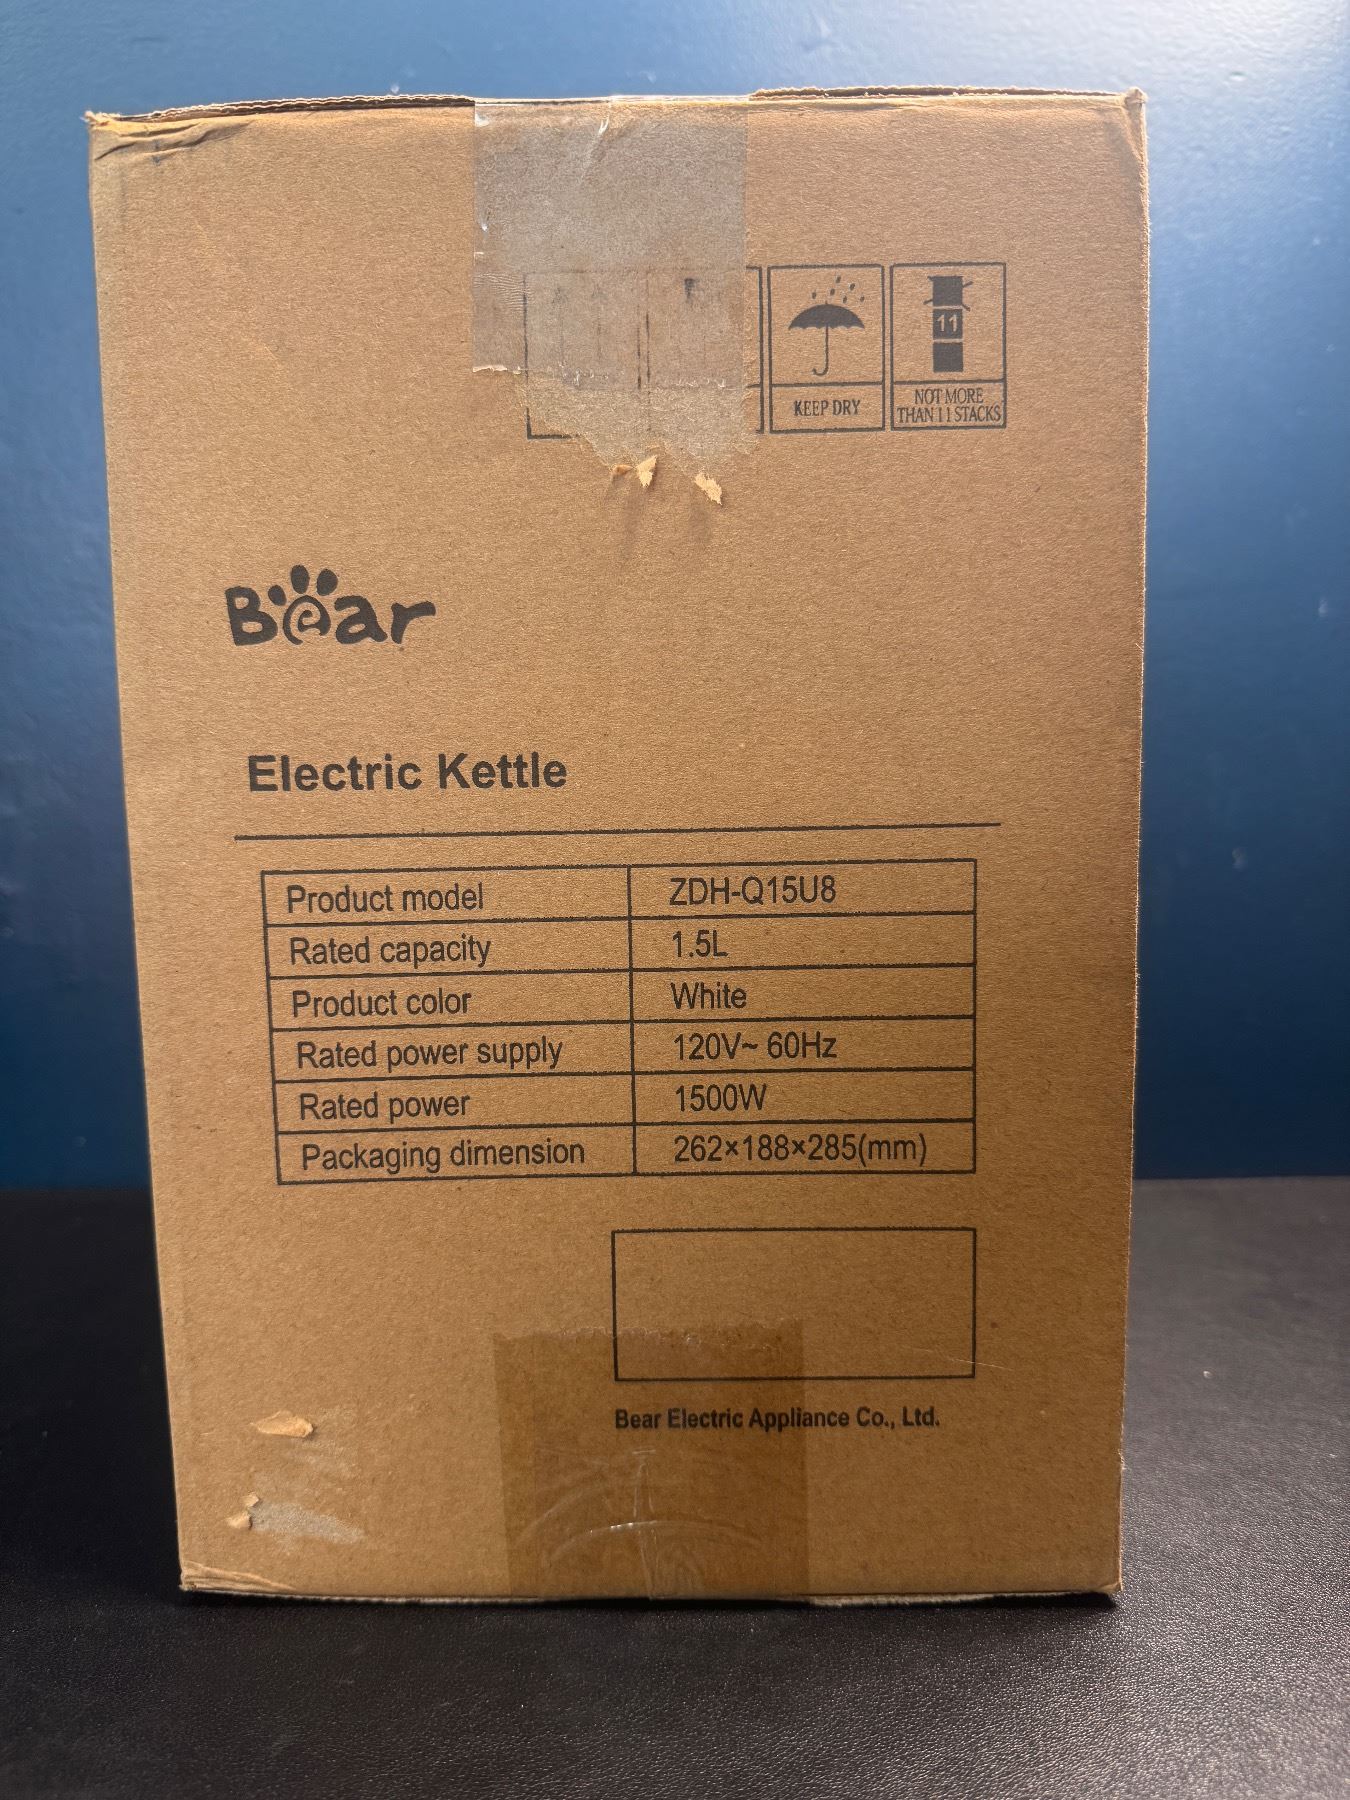 11
KEEP DRY
NOT MORE
THAN 11 STACKS
Bear
Electric Kettle
Product model ZDH-Q15U8
Rated capacity 1.5L
Product color White
Rated power supply 120V~ 60Hz
Rated power 1500W
Packaging dimension 262×188×285(mm)
Bear Electric Appliance Co., Ltd.